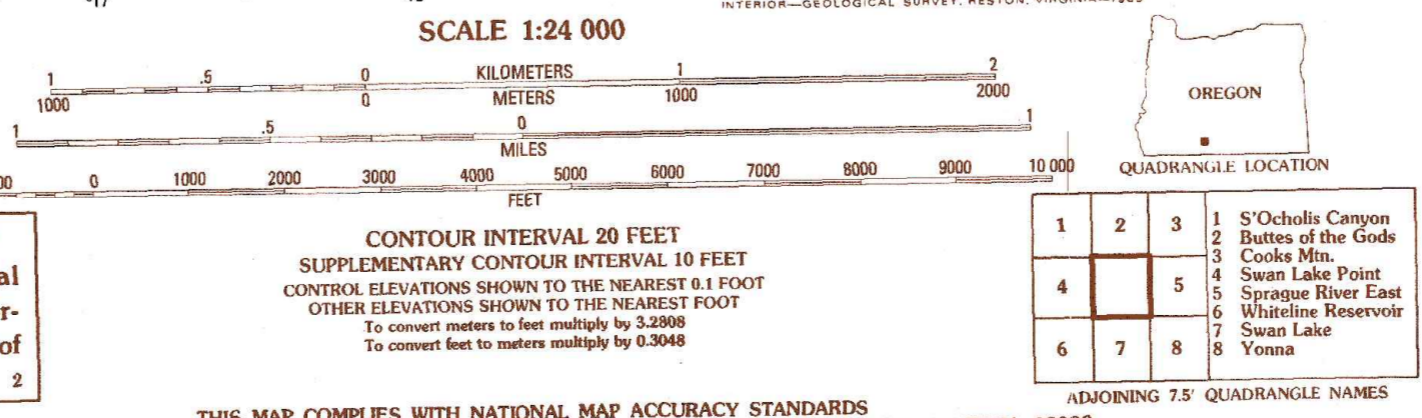 INTERIOR—GEOLOGICAL SURVEY, RESTON, VIRGINIA
SCALE 1:24 000
1 .5 0 KILOMETERS 1 2
1000 0 METERS 1000 2000
1 .5 0 1
MILES
0 1000 2000 3000 4000 5000 6000 7000 8000 9000 10 000
FEET
CONTOUR INTERVAL 20 FEET
SUPPLEMENTARY CONTOUR INTERVAL 10 FEET
CONTROL ELEVATIONS SHOWN TO THE NEAREST 0.1 FOOT
OTHER ELEVATIONS SHOWN TO THE NEAREST FOOT
To convert meters to feet multiply by 3.2808
To convert feet to meters multiply by 0.3048
al
r-
of
2
OREGON
QUADRANGLE LOCATION
1 2 3
4 5
6 7 8
1 S'Ocholis Canyon
2 Buttes of the Gods
3 Cooks Mtn.
4 Swan Lake Point
5 Sprague River East
6 Whiteline Reservoir
7 Swan Lake
8 Yonna
ADJOINING 7.5' QUADRANGLE NAMES
THIS MAP COMPLIES WITH NATIONAL MAP ACCURACY STANDARDS